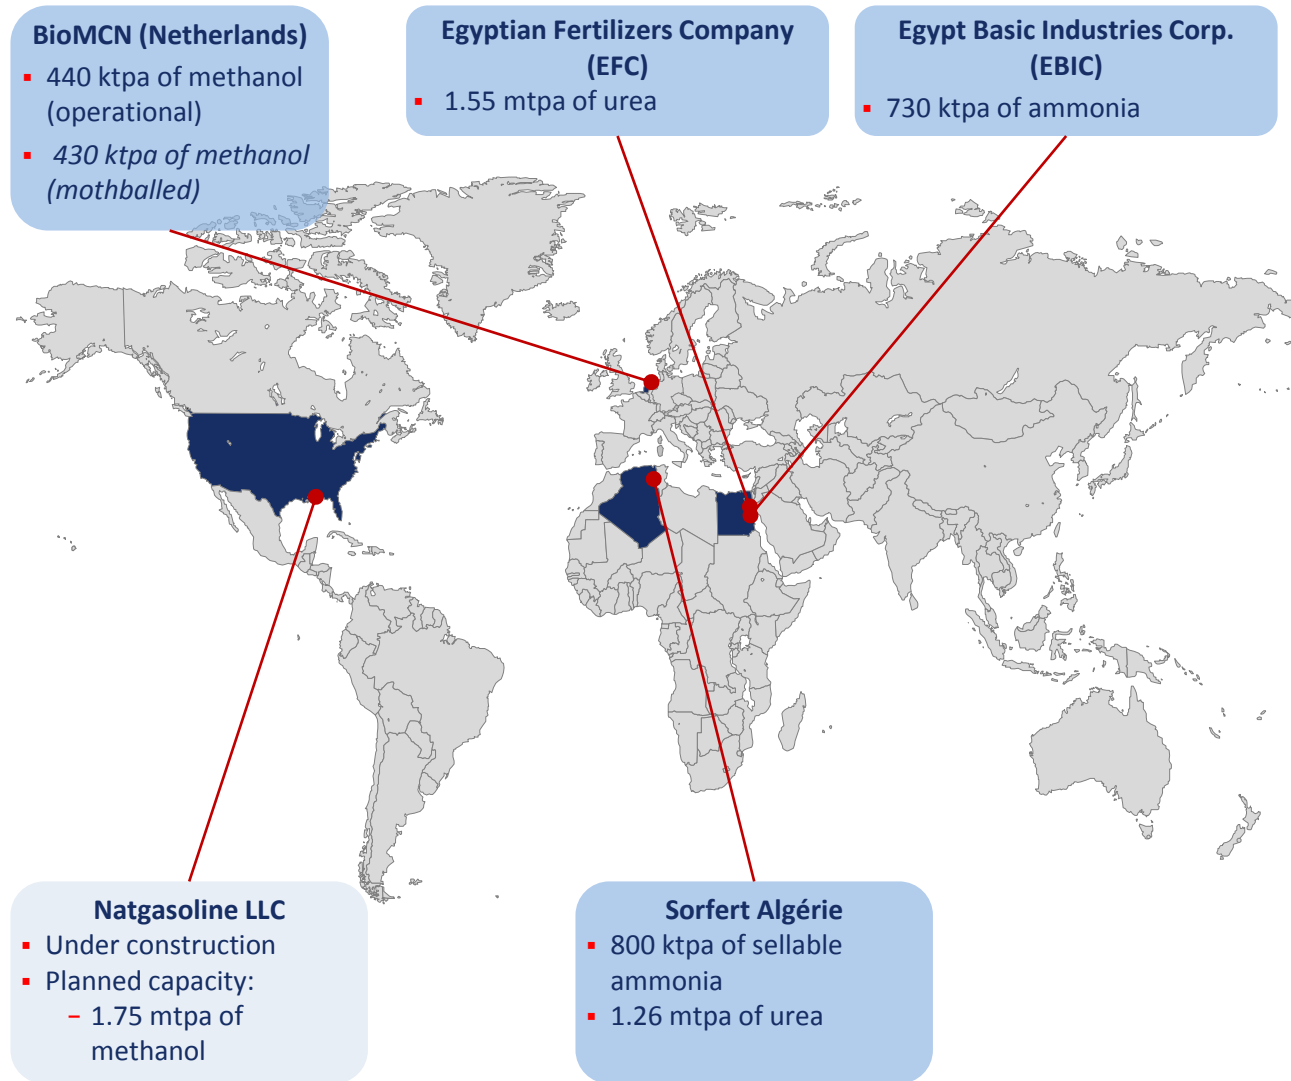 BioMCN (Netherlands)
▪ 440 ktpa of methanol
(operational)
▪ 430 ktpa of methanol
(mothballed)
Egyptian Fertilizers Company
(EFC)
▪ 1.55 mtpa of urea
Egypt Basic Industries Corp.
(EBIC)
▪ 730 ktpa of ammonia
Natgasoline LLC
▪ Under construction
▪ Planned capacity:
– 1.75 mtpa of
methanol
Sorfert Algérie
▪ 800 ktpa of sellable
ammonia
▪ 1.26 mtpa of urea